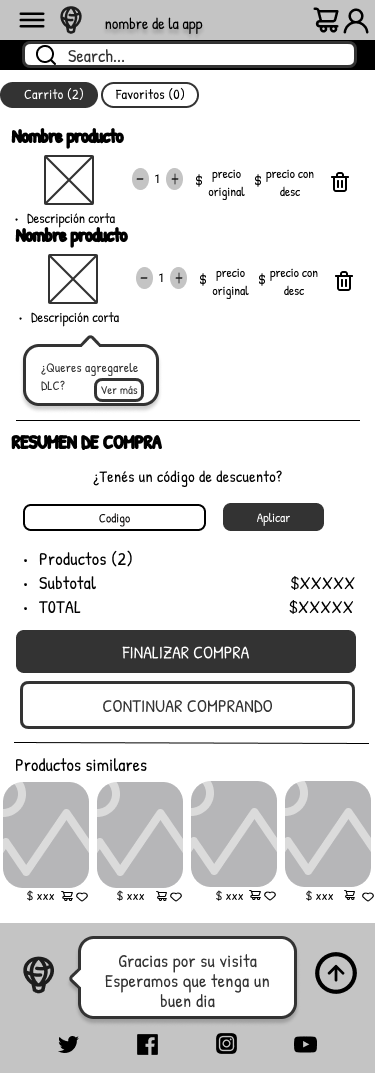 nombre de la app
Search...
Carrito (2)
Favoritos (0)
Nombre producto
- 1 +
$ precio original
$ precio con desc
• Descripción corta
Nombre producto
- 1 +
$ precio original
$ precio con desc
• Descripción corta
¿Queres agregarele
DLC?
Ver más
RESUMEN DE COMPRA
¿Tenés un código de descuento?
Codigo
Aplicar
• Productos (2)
• Subtotal $XXXXX
• TOTAL $XXXXX
FINALIZAR COMPRA
CONTINUAR COMPRANDO
Productos similares
$ xxx
$ xxx
$ xxx
$ xxx
Gracias por su visita
Esperamos que tenga un
buen dia